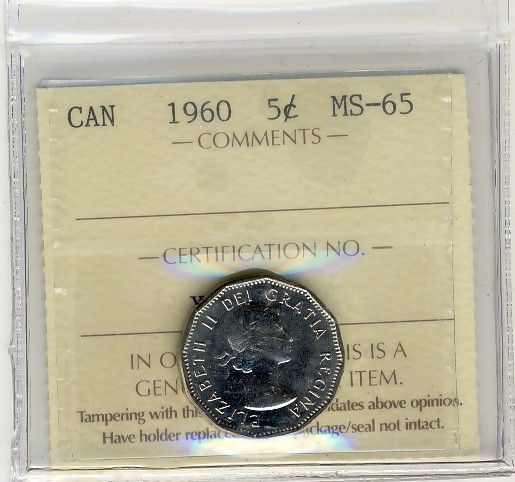 CAN 1960 5¢ MS-65
— COMMENTS —
— CERTIFICATION NO. —
IN O IS IS A
GEN ITEM.
Tampering with this dates above opinion.
Have holder replace package/seal not intact.
ELIZABETH II DEI GRATIA REGINA